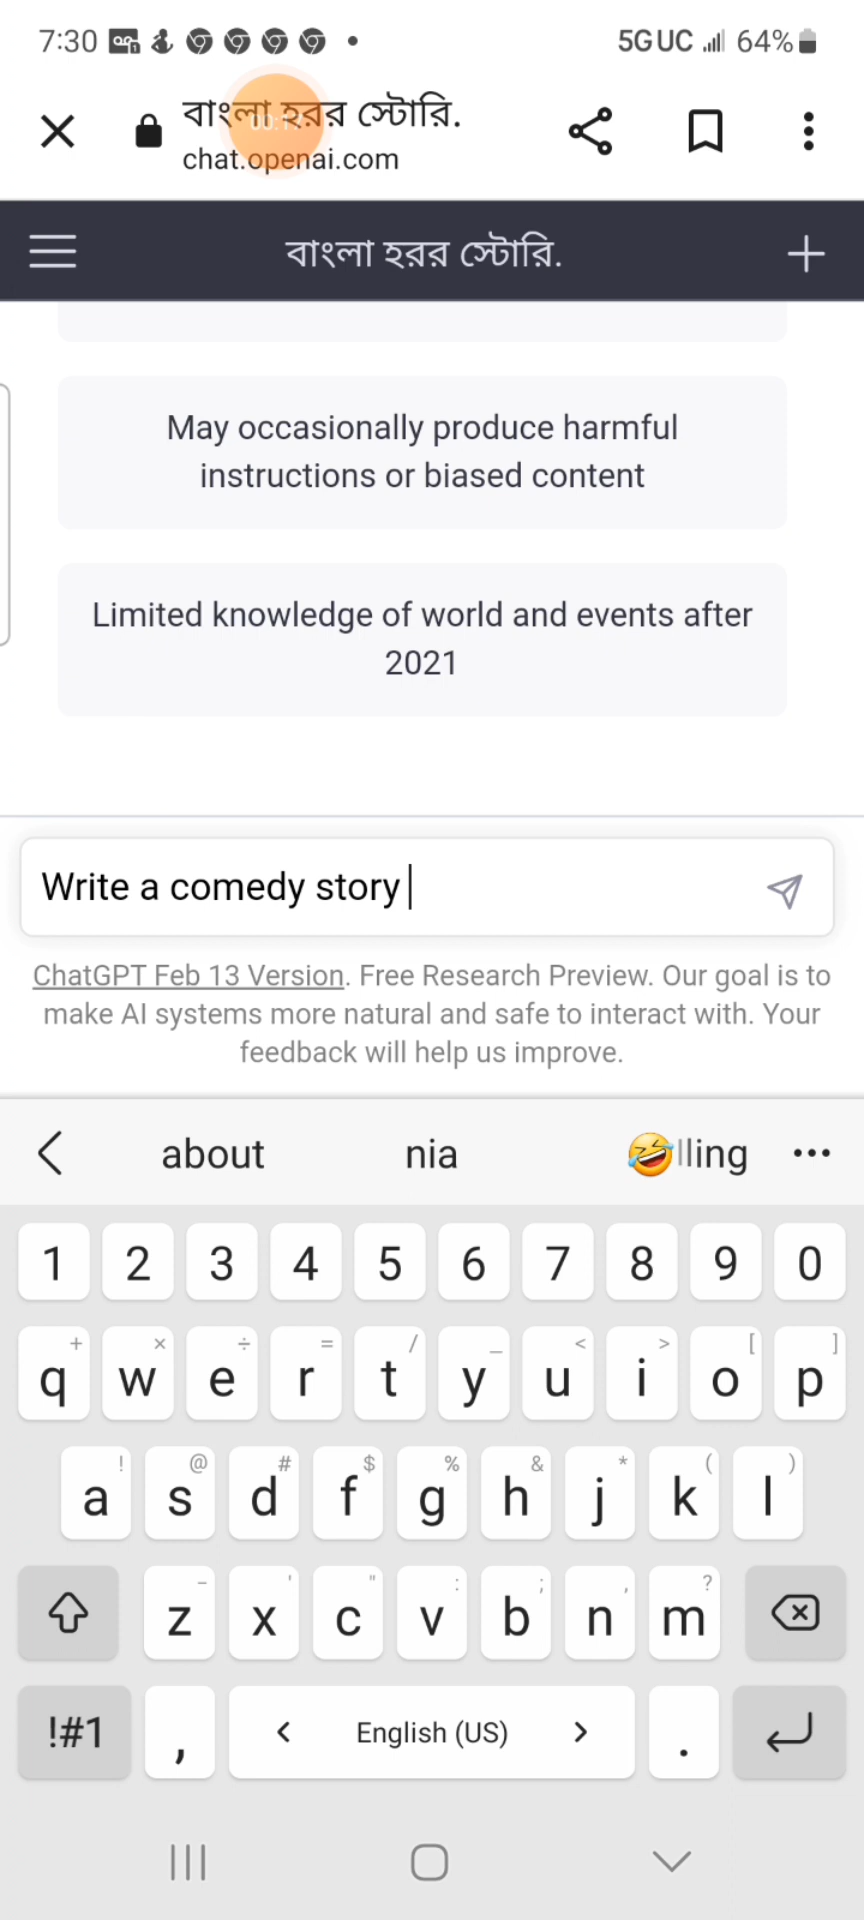 7:30 5G UC 64%
বাংলা হরর স্টোরি.
chat.openai.com
বাংলা হরর স্টোরি.
May occasionally produce harmful
instructions or biased content
Limited knowledge of world and events after
2021
Write a comedy story
ChatGPT Feb 13 Version. Free Research Preview. Our goal is to
make AI systems more natural and safe to interact with. Your
feedback will help us improve.
about nia 🤣lling ...
1 2 3 4 5 6 7 8 9 0
+ × ÷ = / _ < > [ ]
q w e r t y u i o p
! @ # $ % & * ( )
a s d f g h j k l
- ' " : ; , ?
z x c v b n m
!#1 , < English (US) > .